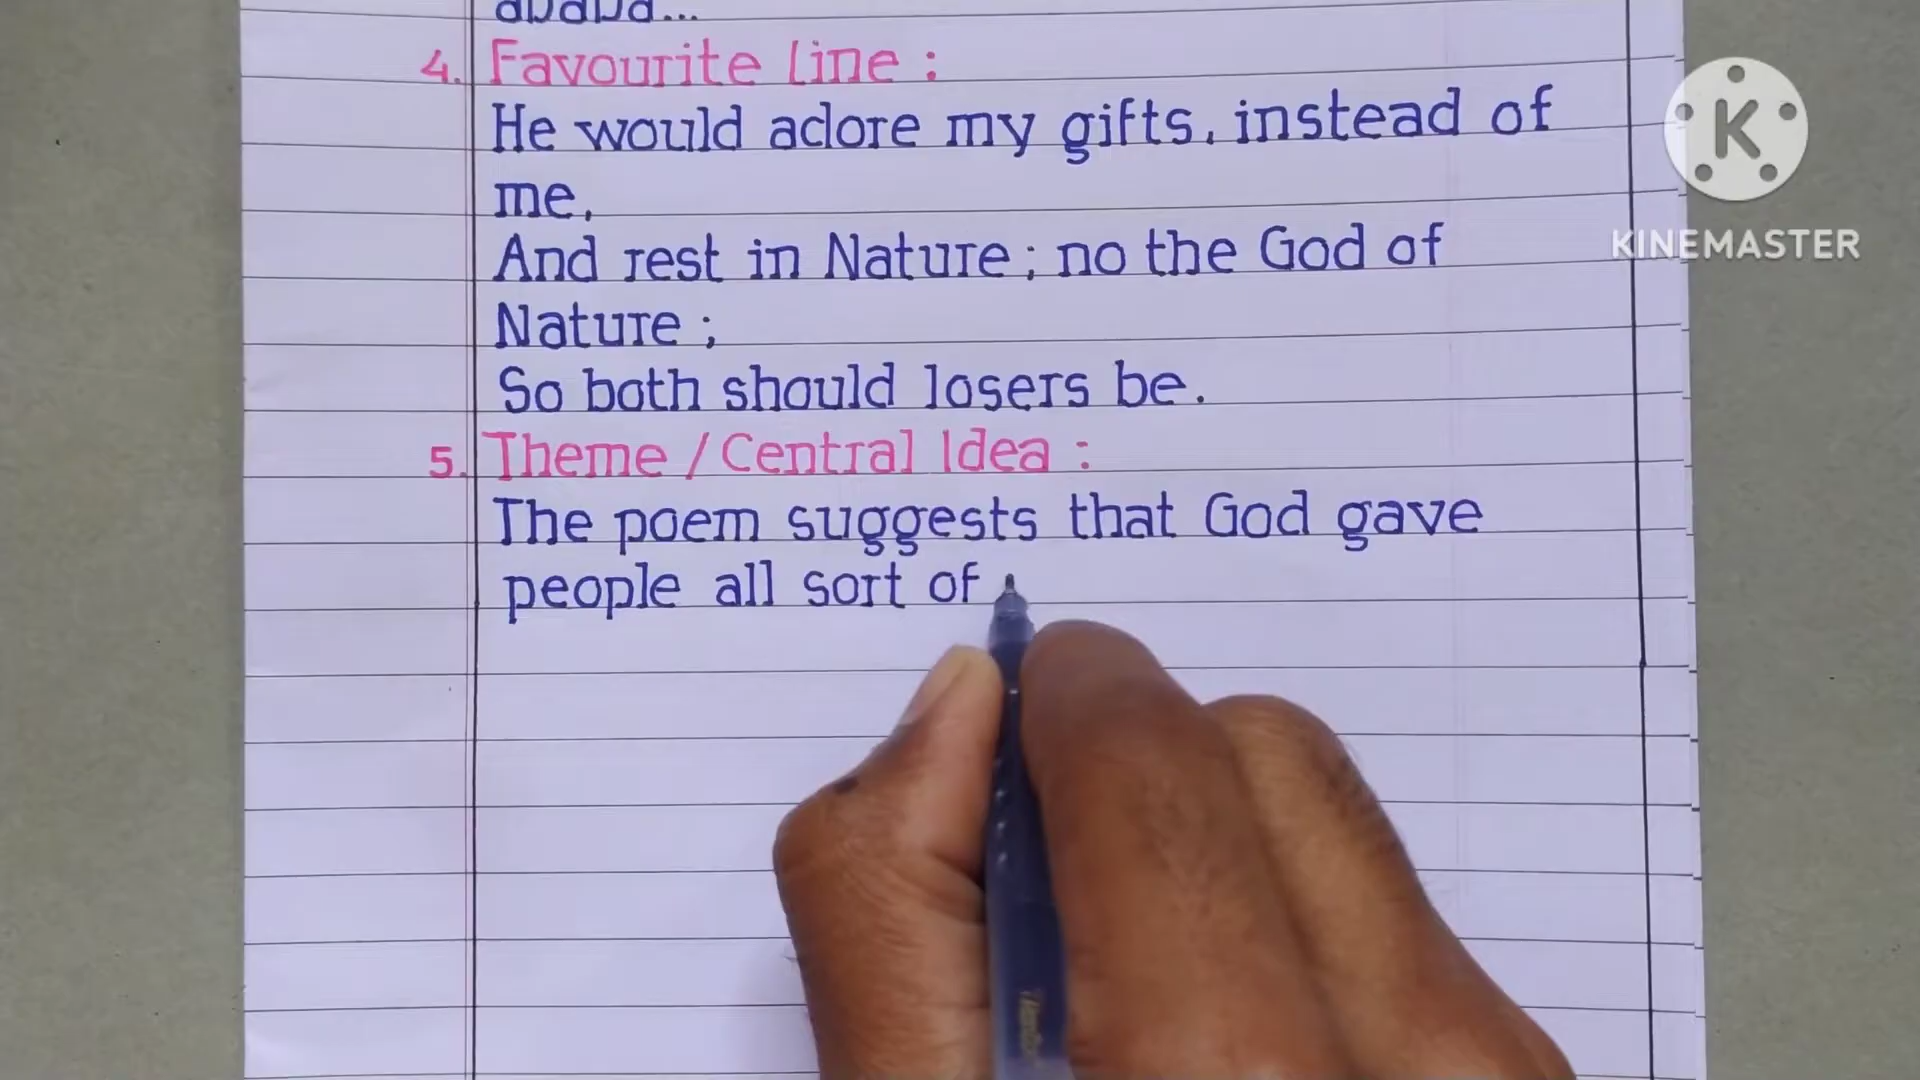 ababa...
4. Favourite Line :
He would adore my gifts, instead of
me,
And rest in Nature; no the God of
Nature ;
So both should losers be.
5. Theme / Central Idea :
The poem suggests that God gave
people all sort of
K
KINEMASTER